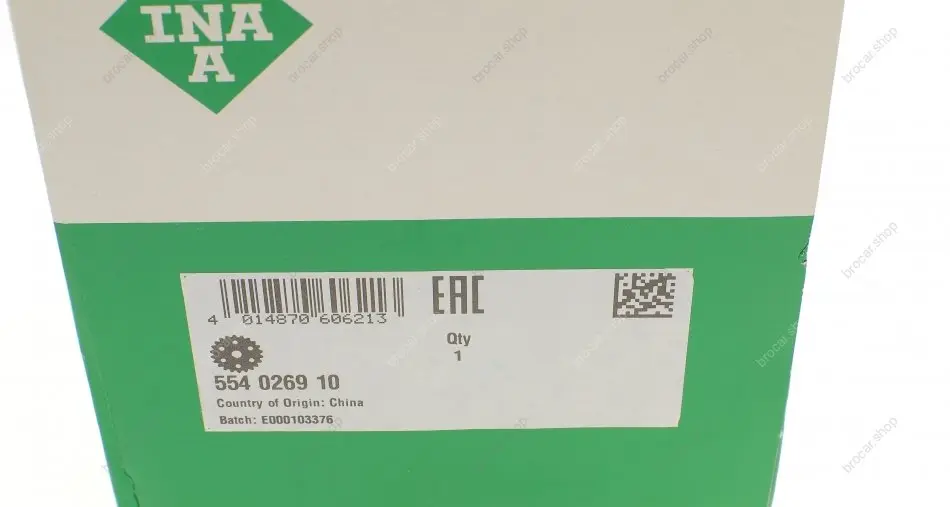 INA
A
brocar.shop
4 014870 606213
EAC
Qty
1
554 0269 10
Country of Origin: China
Batch: E000103376